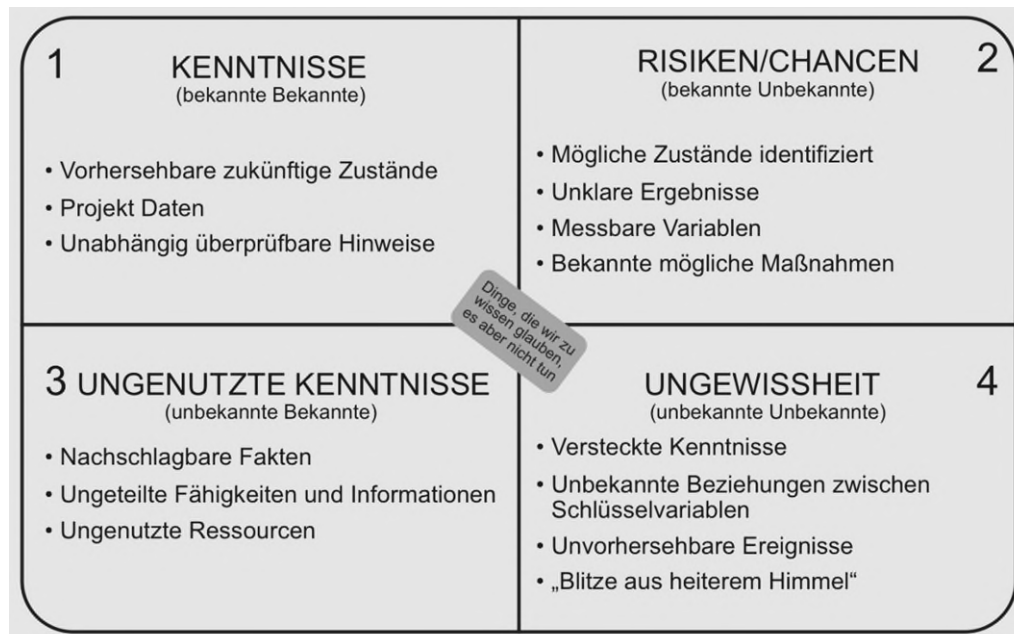 1
KENNTNISSE
(bekannte Bekannte)
• Vorhersehbare zukünftige Zustände
• Projekt Daten
• Unabhängig überprüfbare Hinweise
RISIKEN/CHANCEN
2
(bekannte Unbekannte)
• Mögliche Zustände identifiziert
• Unklare Ergebnisse
• Messbare Variablen
• Bekannte mögliche Maßnahmen
Dinge, die wir zu
wissen glauben,
es aber nicht tun
3 UNGENUTZTE KENNTNISSE
(unbekannte Bekannte)
• Nachschlagbare Fakten
• Ungeteilte Fähigkeiten und Informationen
• Ungenutzte Ressourcen
UNGEWISSHEIT
4
(unbekannte Unbekannte)
• Versteckte Kenntnisse
• Unbekannte Beziehungen zwischen
Schlüsselvariablen
• Unvorhersehbare Ereignisse
• „Blitze aus heiterem Himmel“